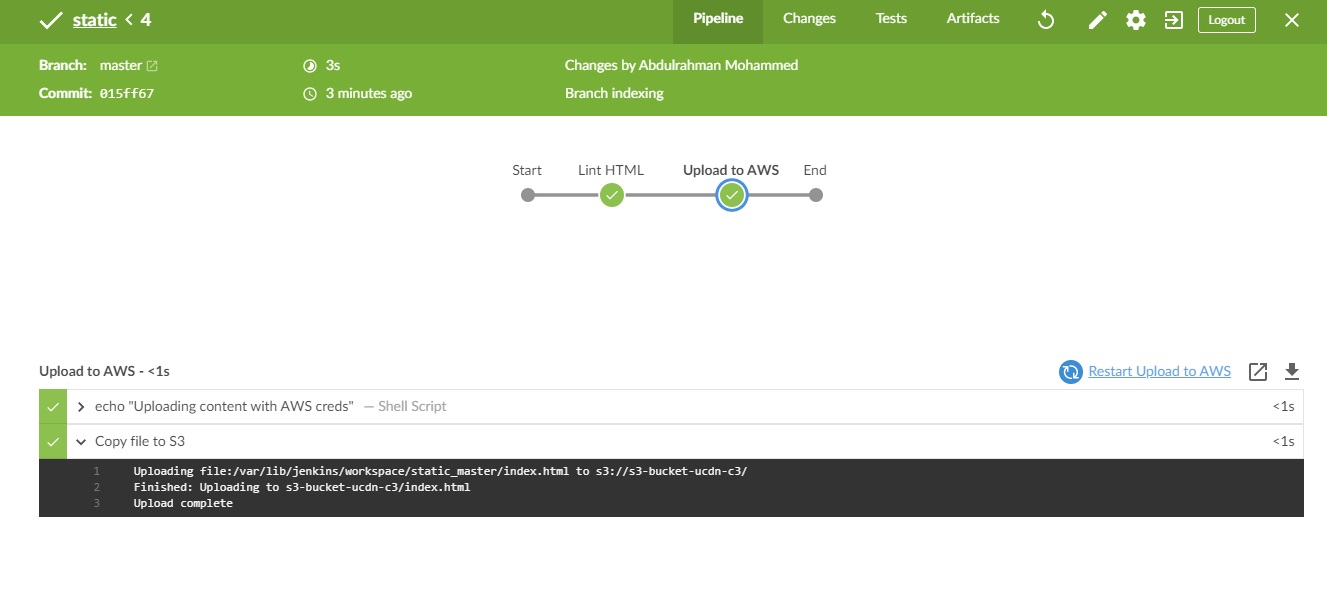 static < 4 Pipeline Changes Tests Artifacts Logout
Branch: master 3s Changes by Abdulrahman Mohammed
Commit: 015ff67 3 minutes ago Branch indexing
Start Lint HTML Upload to AWS End
Upload to AWS - <1s Restart Upload to AWS
echo "Uploading content with AWS creds" — Shell Script <1s
Copy file to S3 <1s
1 Uploading file:/var/lib/jenkins/workspace/static_master/index.html to s3://s3-bucket-ucdn-c3/
2 Finished: Uploading to s3-bucket-ucdn-c3/index.html
3 Upload complete